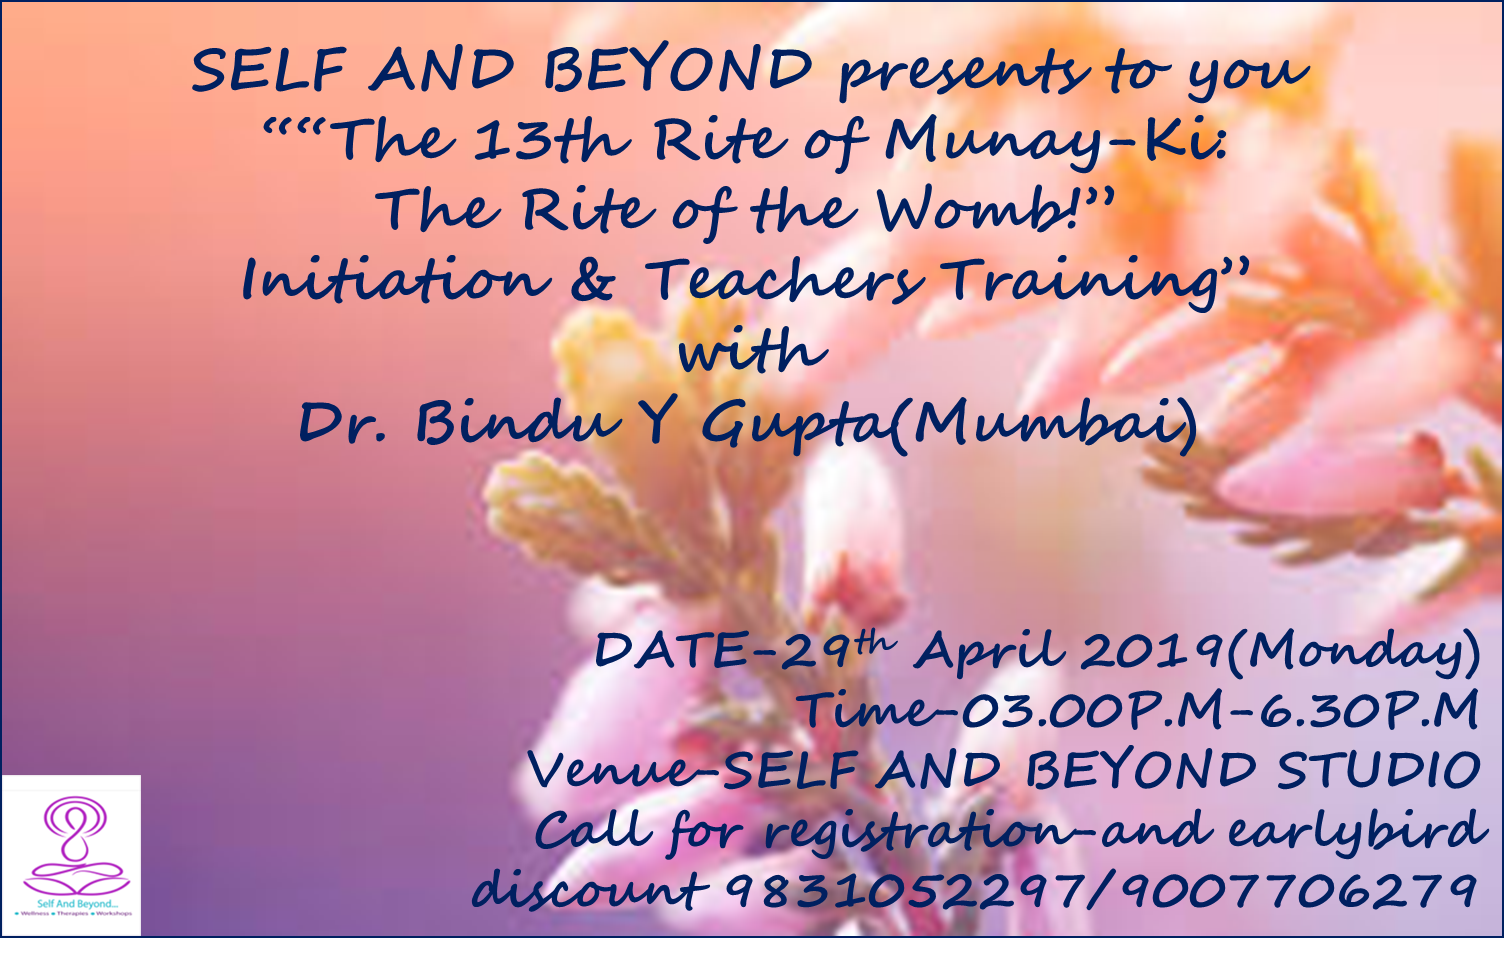 SELF AND BEYOND presents to you
““The 13th Rite of Munay-Ki:
The Rite of the Womb!”
Initiation & Teachers Training”
with
Dr. Bindu Y Gupta(Mumbai)
DATE-29th April 2019(Monday)
Time-03.00P.M-6.30P.M
Venue-SELF AND BEYOND STUDIO
Call for registration-and earlybird
discount 9831052297/9007706279
Self And Beyond...
• Wellness • Therapies • Workshops